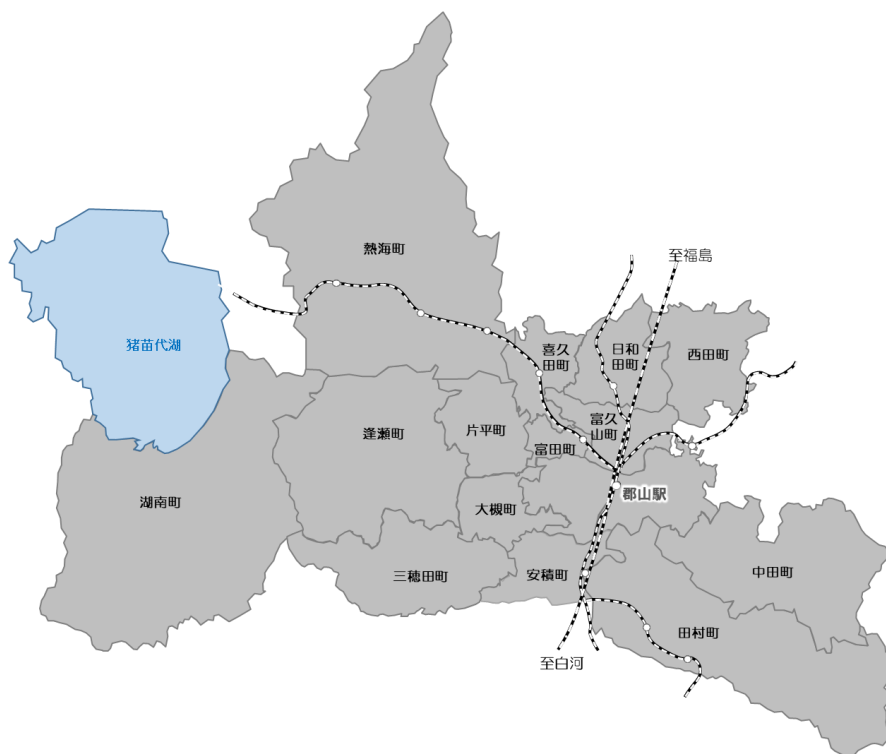 熱海町
至福島
猪苗代湖
喜久
田町
日和
田町
西田町
逢瀬町
片平町
富田町
富久
山町
湖南町
大槻町
郡山駅
三穂田町
安積町
中田町
田村町
至白河